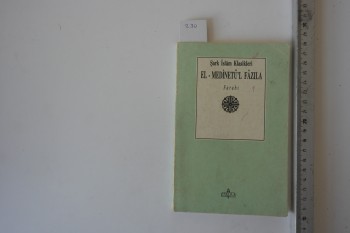 Şark İslâm Klasikleri
EL - MEDİNETÜ'L FÂZILA
Farabi